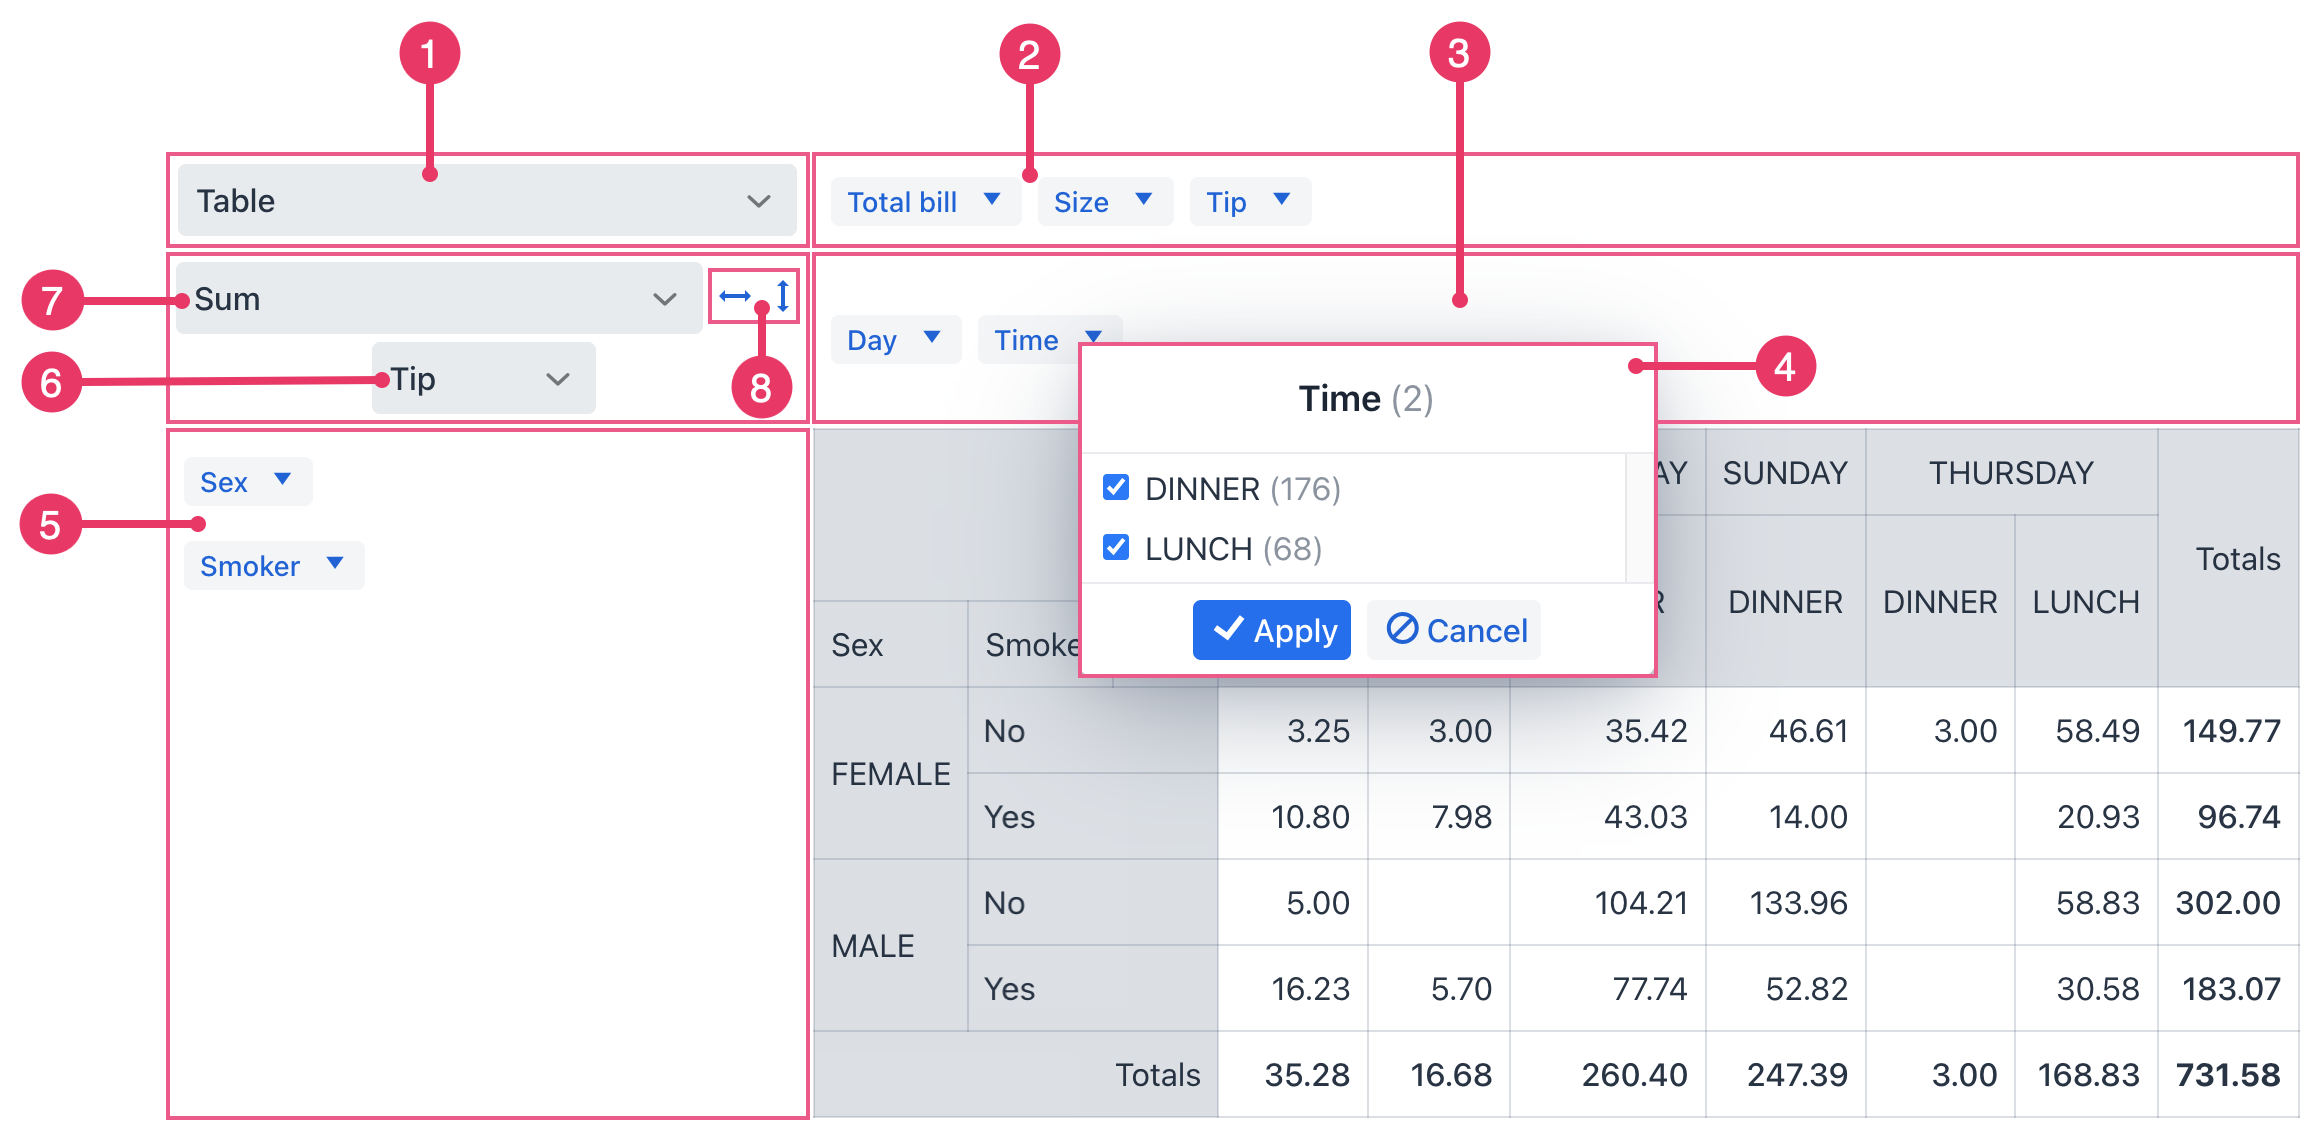 1 2 3
Table
Total bill Size Tip
7 Sum
Day Time
6 Tip
8
4
Time (2)
Sex
5
Smoker
DINNER (176)
LUNCH (68)
Apply Cancel
AY SUNDAY THURSDAY
Totals
R DINNER DINNER LUNCH
Sex Smoke
FEMALE No 3.25 3.00 35.42 46.61 3.00 58.49 149.77
Yes 10.80 7.98 43.03 14.00 20.93 96.74
MALE No 5.00 104.21 133.96 58.83 302.00
Yes 16.23 5.70 77.74 52.82 30.58 183.07
Totals 35.28 16.68 260.40 247.39 3.00 168.83 731.58